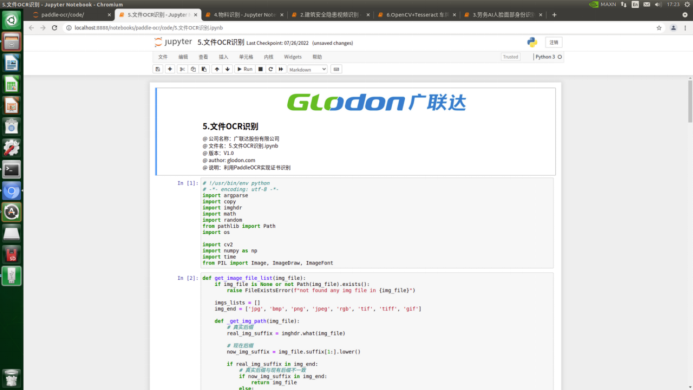 5.文件OCR识别 - Jupyter Notebook - Chromium
MAXN
En
17:23
paddle-ocr/code/
5.文件OCR识别 - Jupyter N
4.物料识别 - Jupyter Note
3.建筑安全隐患视频识别
6.OpenCV+Tesseract
localhost:8888/notebooks/paddle-ocr/code/5.文件OCR识别.ipynb
jupyter 5.文件OCR识别 Last Checkpoint: 07/26/2022 (unsaved changes)
注销
文件 编辑 查看 插入 单元格 内核 Widgets 帮助
Trusted
Python 3
Run
Markdown
GLodon广联达
5.文件OCR识别
@ 公司名称：广联达股份有限公司
@ 文件名：5.文件OCR识别.ipynb
@ 版本：V1.0
@ author: glodon.com
@ 说明：利用PaddleOCR实现证书识别
In [1]:
# !/usr/bin/env python
# -*- encoding: utf-8 -*-
import argparse
import copy
import imghdr
import math
import random
from pathlib import Path
import os
import cv2
import numpy as np
import time
from PIL import Image, ImageDraw, ImageFont
In [2]:
def get_image_file_list(img_file):
if img_file is None or not Path(img_file).exists():
raise FileExistsError(f"not found any img file in {img_file}")
imgs_lists = []
img_end = ['jpg', 'bmp', 'png', 'jpeg', 'rgb', 'tif', 'tiff', 'gif']
def _get_img_path(img_file):
# 真实后缀
real_img_suffix = imghdr.what(img_file)
# 现在后缀
now_img_suffix = img_file.suffix[1:].lower()
if real_img_suffix in img_end:
# 真实后缀与现有后缀不一致
if now_img_suffix in img_end:
return img_file
else: